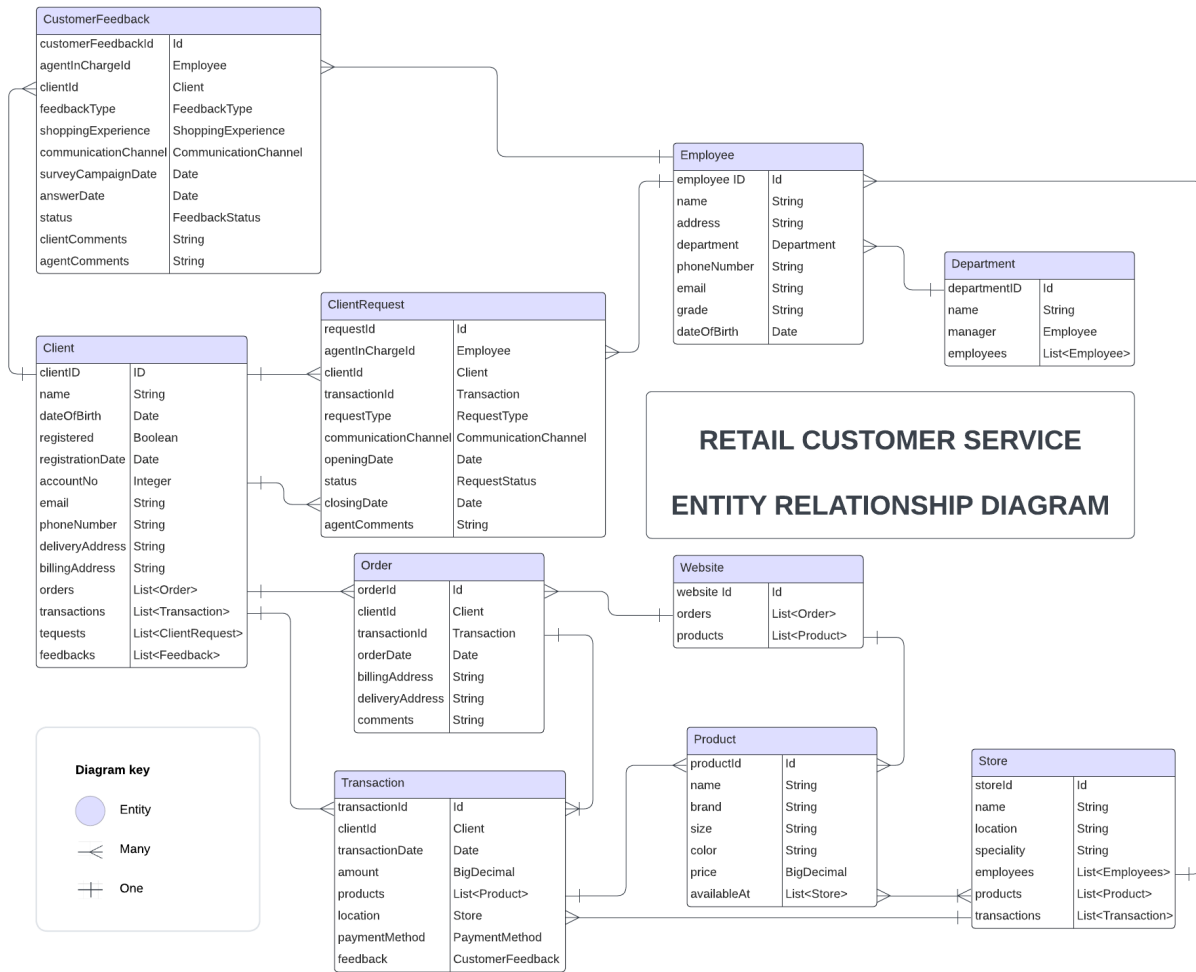 CustomerFeedback
customerFeedbackId Id
agentInChargeId Employee
clientId Client
feedbackType FeedbackType
shoppingExperience ShoppingExperience
communicationChannel CommunicationChannel
surveyCampaignDate Date
answerDate Date
status FeedbackStatus
clientComments String
agentComments String
Employee
employee ID Id
name String
address String
department Department
phoneNumber String
email String
grade String
dateOfBirth Date
Department
departmentID Id
name String
manager Employee
employees List<Employee>
ClientRequest
requestId Id
agentInChargeId Employee
clientId Client
transactionId Transaction
requestType RequestType
communicationChannel CommunicationChannel
openingDate Date
status RequestStatus
closingDate Date
agentComments String
Client
clientID ID
name String
dateOfBirth Date
registered Boolean
registrationDate Date
accountNo Integer
email String
phoneNumber String
deliveryAddress String
billingAddress String
orders List<Order>
transactions List<Transaction>
tequests List<ClientRequest>
feedbacks List<Feedback>
RETAIL CUSTOMER SERVICE
ENTITY RELATIONSHIP DIAGRAM
Order
orderId Id
clientId Client
transactionId Transaction
orderDate Date
billingAddress String
deliveryAddress String
comments String
Website
website Id Id
orders List<Order>
products List<Product>
Diagram key
Entity
Many
One
Transaction
transactionId Id
clientId Client
transactionDate Date
amount BigDecimal
products List<Product>
location Store
paymentMethod PaymentMethod
feedback CustomerFeedback
Product
productId Id
name String
brand String
size String
color String
price BigDecimal
availableAt List<Store>
Store
storeId Id
name String
location String
speciality String
employees List<Employees>
products List<Product>
transactions List<Transaction>